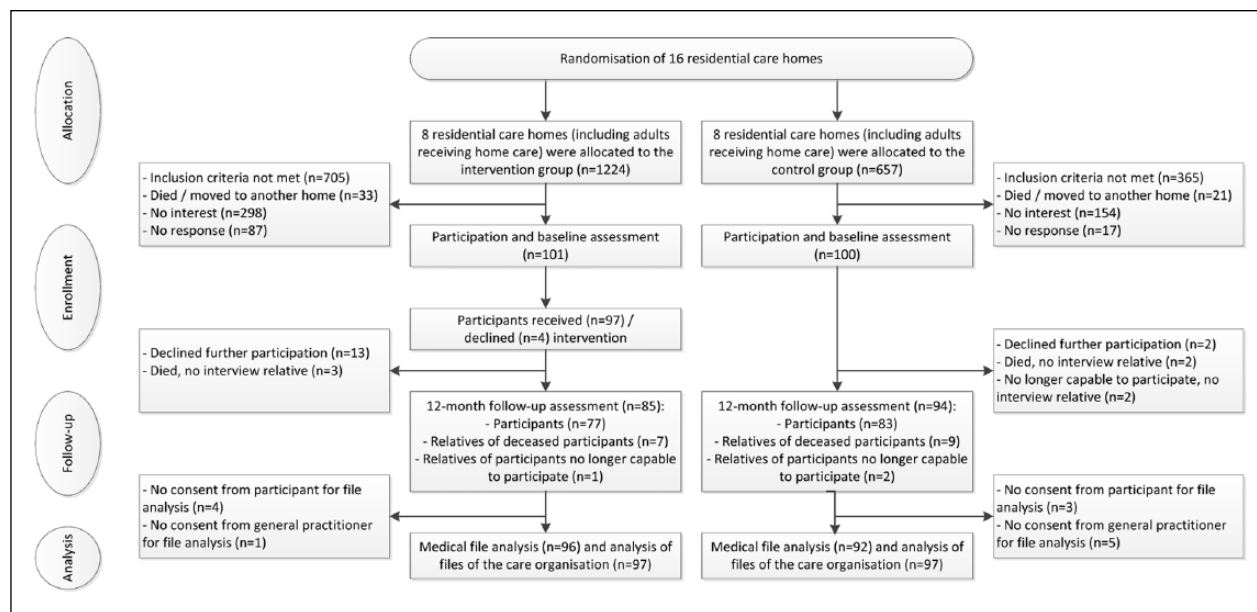 Randomisation of 16 residential care homes
Allocation
8 residential care homes (including adults
receiving home care) were allocated to the
intervention group (n=1224)
8 residential care homes (including adults
receiving home care) were allocated to the
control group (n=657)
- Inclusion criteria not met (n=705)
- Died / moved to another home (n=33)
- No interest (n=298)
- No response (n=87)
- Inclusion criteria not met (n=365)
- Died / moved to another home (n=21)
- No interest (n=154)
- No response (n=17)
Enrollment
Participation and baseline assessment
(n=101)
Participation and baseline assessment
(n=100)
Participants received (n=97) /
declined (n=4) intervention
- Declined further participation (n=13)
- Died, no interview relative (n=3)
- Declined further participation (n=2)
- Died, no interview relative (n=2)
- No longer capable to participate, no
interview relative (n=2)
Follow-up
12-month follow-up assessment (n=85):
- Participants (n=77)
- Relatives of deceased participants (n=7)
- Relatives of participants no longer capable
to participate (n=1)
12-month follow-up assessment (n=94):
- Participants (n=83)
- Relatives of deceased participants (n=9)
- Relatives of participants no longer capable
to participate (n=2)
- No consent from participant for file
analysis (n=4)
- No consent from general practitioner
for file analysis (n=1)
- No consent from participant for file
analysis (n=3)
- No consent from general practitioner
for file analysis (n=5)
Analysis
Medical file analysis (n=96) and analysis of
files of the care organisation (n=97)
Medical file analysis (n=92) and analysis of
files of the care organisation (n=97)